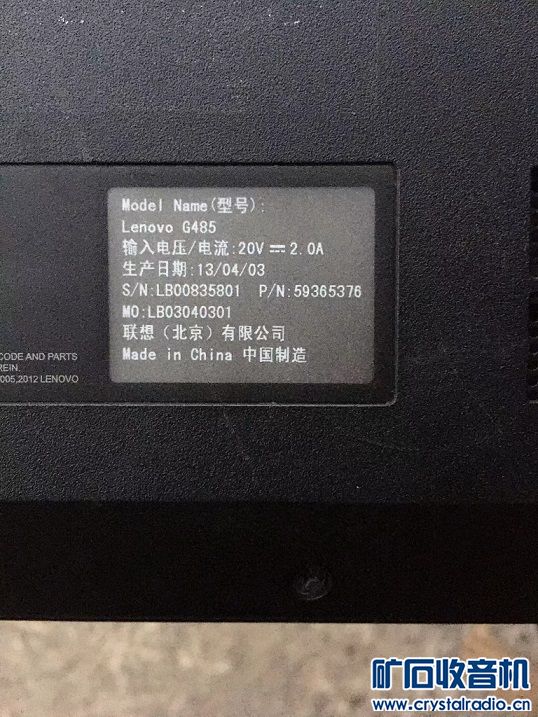 Model Name(型号):
Lenovo G485
输入电压/电流:20V⎓2.0A
生产日期:13/04/03
S/N:LB00835801 P/N:59365376
MO:LB03040301
联想（北京）有限公司
Made in China 中国制造
CODE AND PARTS
REIN.
005,2012 LENOVO
矿石收音机
www.crystalradio.cn